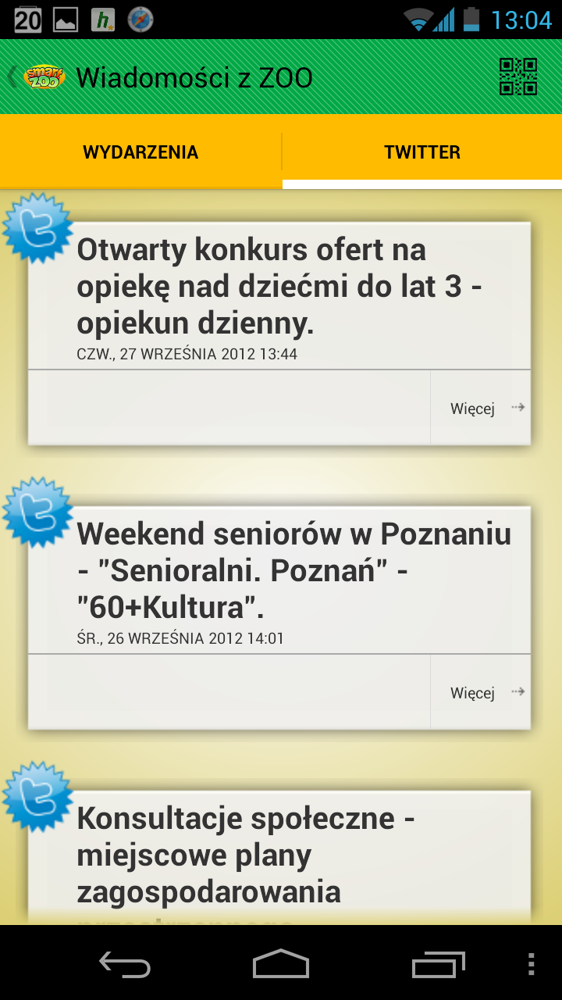 20
h
13:04
smart
ZOO
Wiadomości z ZOO
WYDARZENIA
TWITTER
Otwarty konkurs ofert na
opiekę nad dziećmi do lat 3 -
opiekun dzienny.
CZW., 27 WRZEŚNIA 2012 13:44
Więcej
Weekend seniorów w Poznaniu
- "Senioralni. Poznań" -
"60+Kultura".
ŚR., 26 WRZEŚNIA 2012 14:01
Więcej
Konsultacje społeczne -
miejscowe plany
zagospodarowania